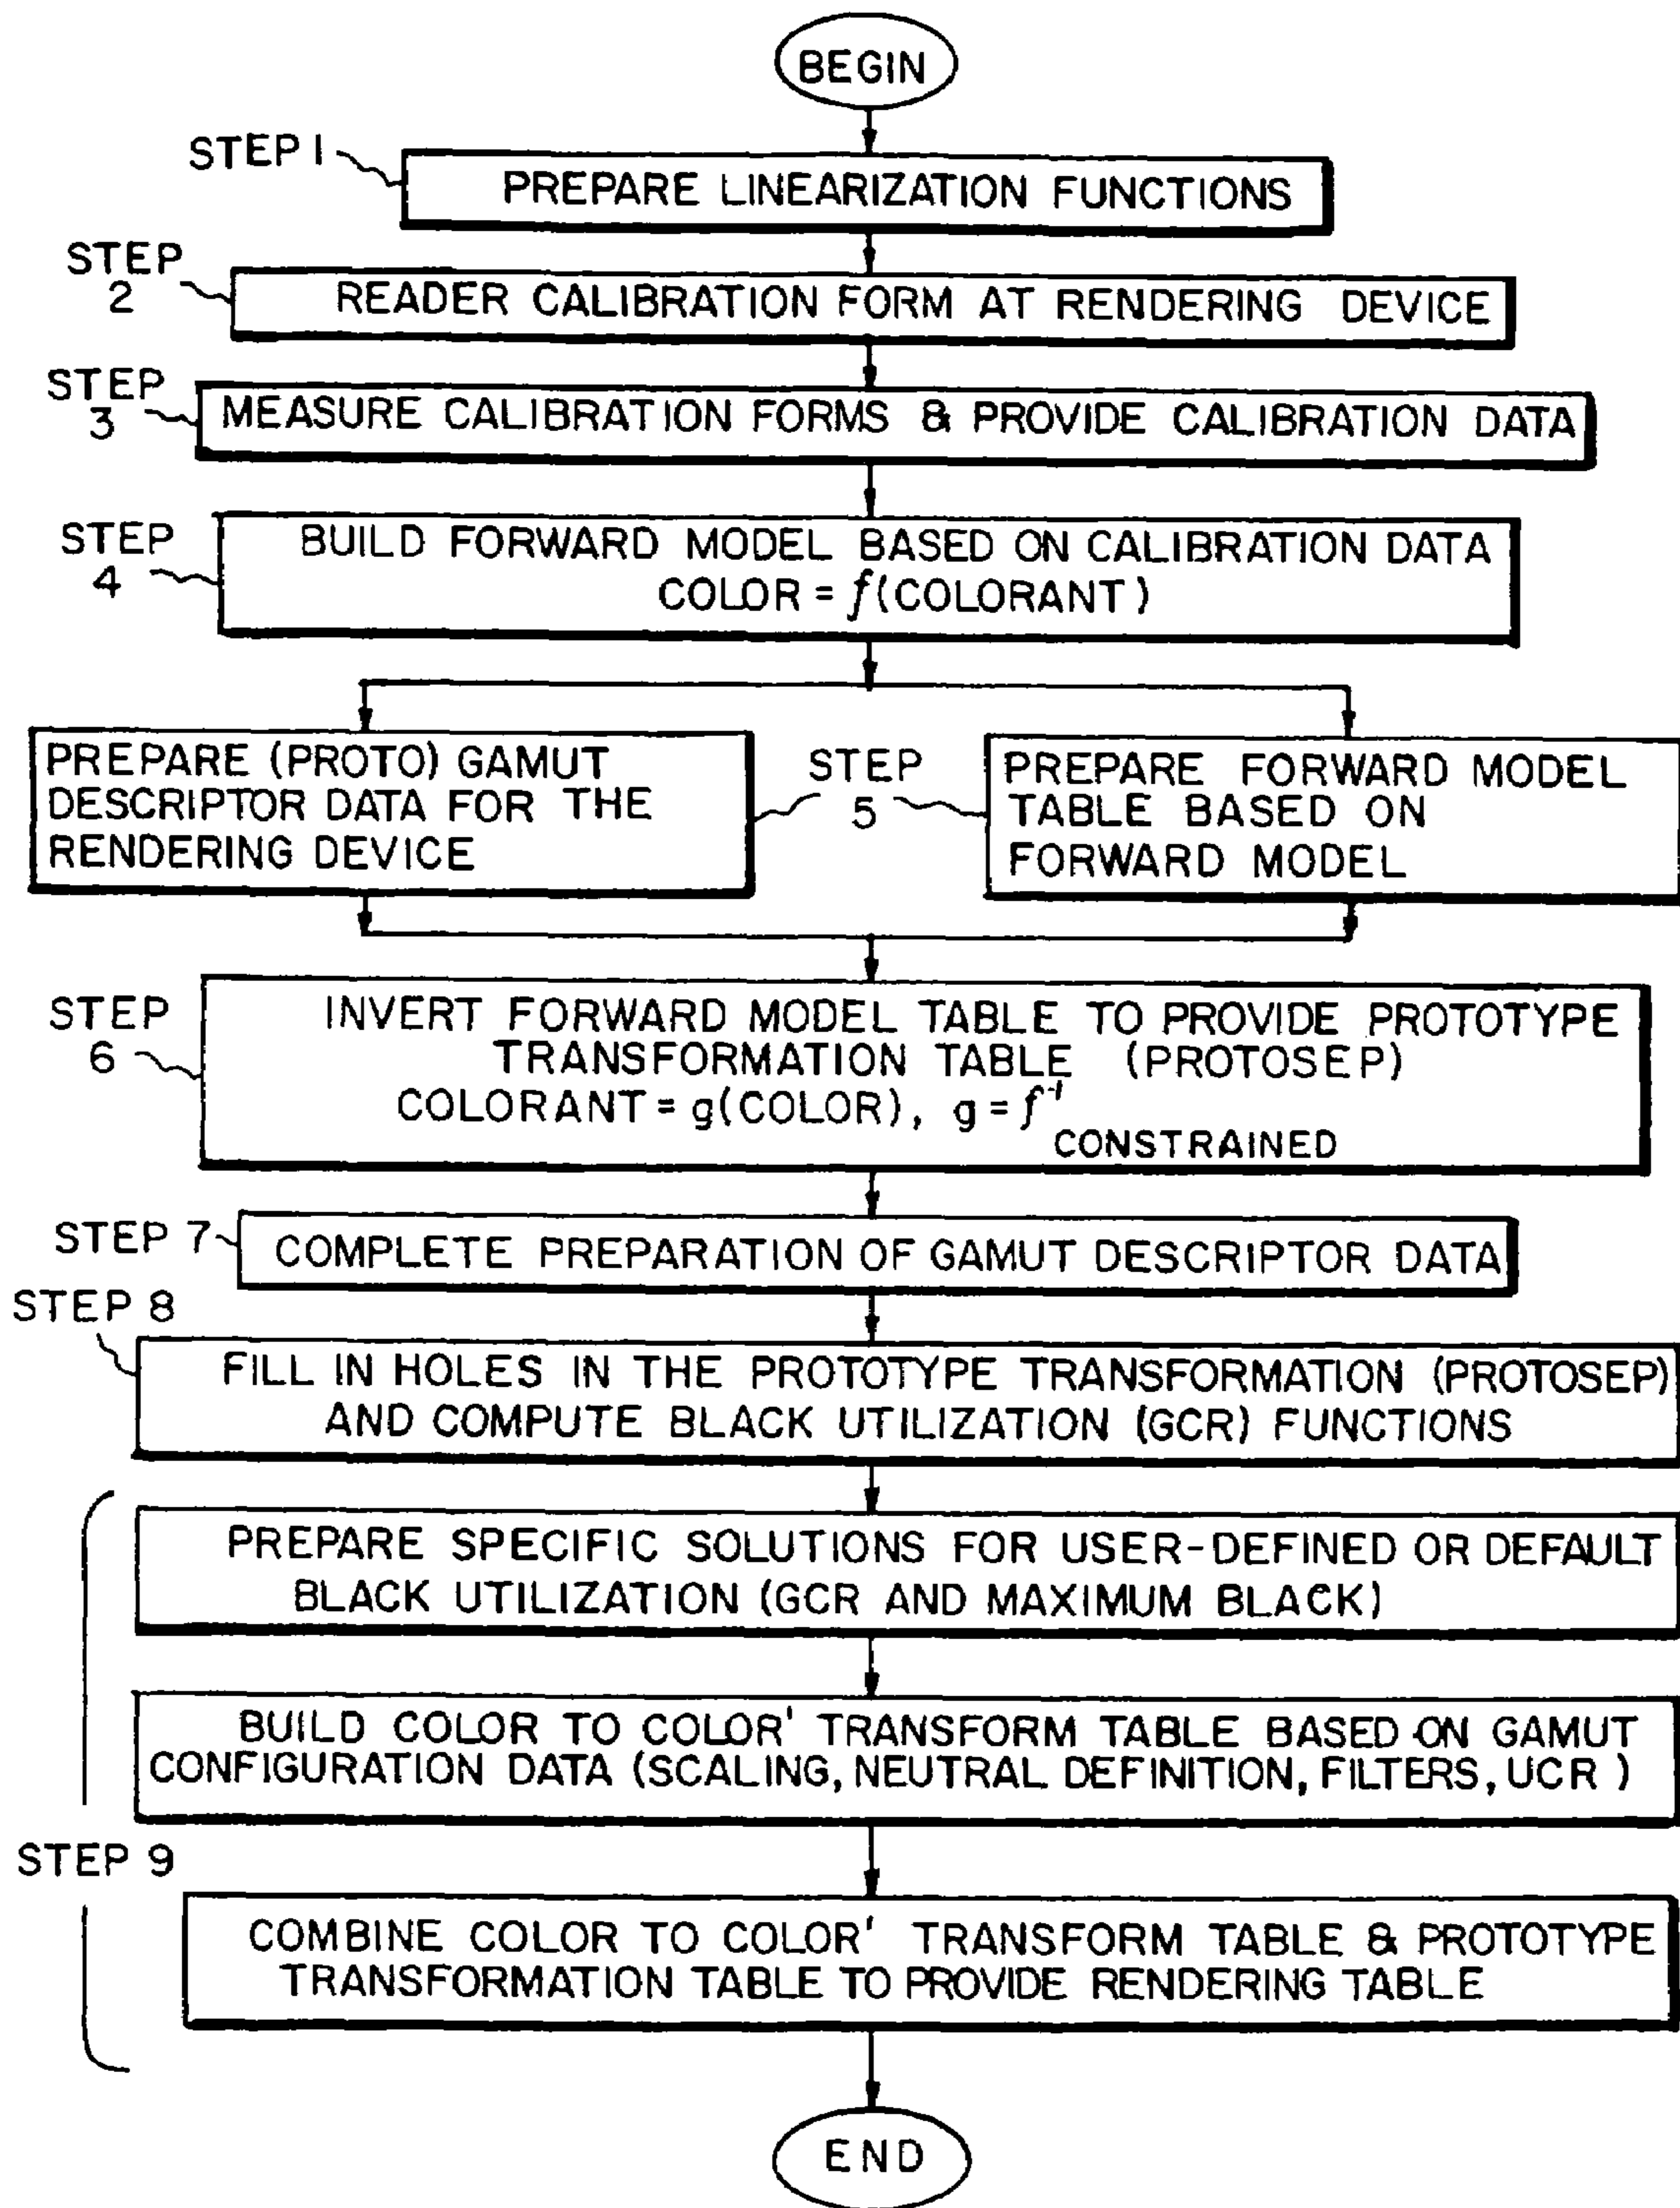 BEGIN
STEP 1
PREPARE LINEARIZATION FUNCTIONS
STEP
2
READER CALIBRATION FORM AT RENDERING DEVICE
STEP
3
MEASURE CALIBRATION FORMS & PROVIDE CALIBRATION DATA
STEP
4
BUILD FORWARD MODEL BASED ON CALIBRATION DATA
COLOR = f(COLORANT)
PREPARE (PROTO) GAMUT
DESCRIPTOR DATA FOR THE
RENDERING DEVICE
STEP
5
PREPARE FORWARD MODEL
TABLE BASED ON
FORWARD MODEL
STEP
6
INVERT FORWARD MODEL TABLE TO PROVIDE PROTOTYPE
TRANSFORMATION TABLE (PROTOSEP)
COLORANT = g(COLOR), g = f⁻¹
CONSTRAINED
STEP 7
COMPLETE PREPARATION OF GAMUT DESCRIPTOR DATA
STEP 8
FILL IN HOLES IN THE PROTOTYPE TRANSFORMATION (PROTOSEP)
AND COMPUTE BLACK UTILIZATION (GCR) FUNCTIONS
PREPARE SPECIFIC SOLUTIONS FOR USER-DEFINED OR DEFAULT
BLACK UTILIZATION (GCR AND MAXIMUM BLACK)
BUILD COLOR TO COLOR' TRANSFORM TABLE BASED ON GAMUT
CONFIGURATION DATA (SCALING, NEUTRAL DEFINITION, FILTERS, UCR)
STEP 9
COMBINE COLOR TO COLOR' TRANSFORM TABLE & PROTOTYPE
TRANSFORMATION TABLE TO PROVIDE RENDERING TABLE
END